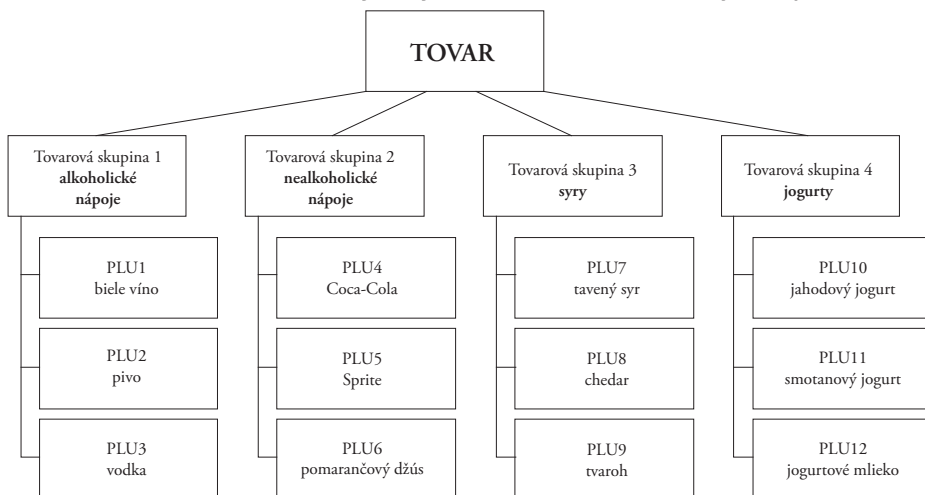 TOVAR
Tovarová skupina 1
alkoholické
nápoje
PLU1
biele víno
PLU2
pivo
PLU3
vodka
Tovarová skupina 2
nealkoholické
nápoje
PLU4
Coca-Cola
PLU5
Sprite
PLU6
pomarančový džús
Tovarová skupina 3
syry
PLU7
tavený syr
PLU8
chedar
PLU9
tvaroh
Tovarová skupina 4
jogurty
PLU10
jahodový jogurt
PLU11
smotanový jogurt
PLU12
jogurtové mlieko